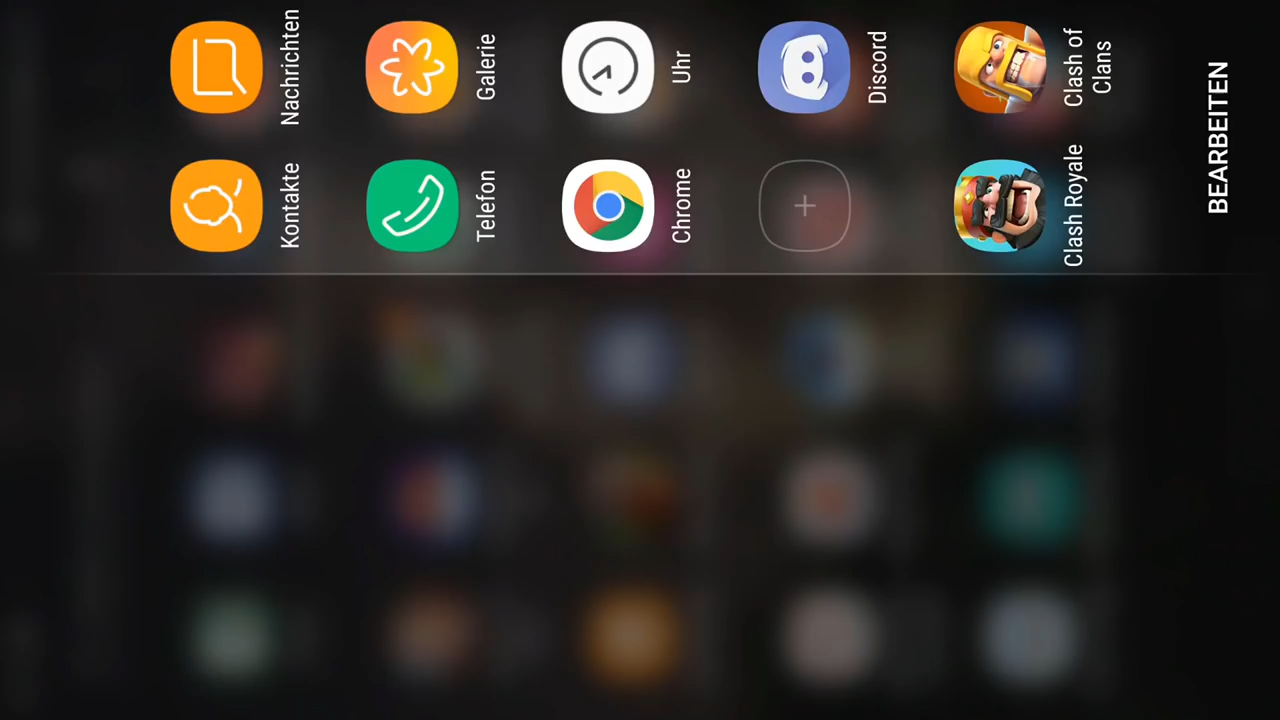 Kontakte
Nachrichten
Telefon
Galerie
Chrome
Uhr
Discord
Clash Royale
Clash of
Clans
BEARBEITEN